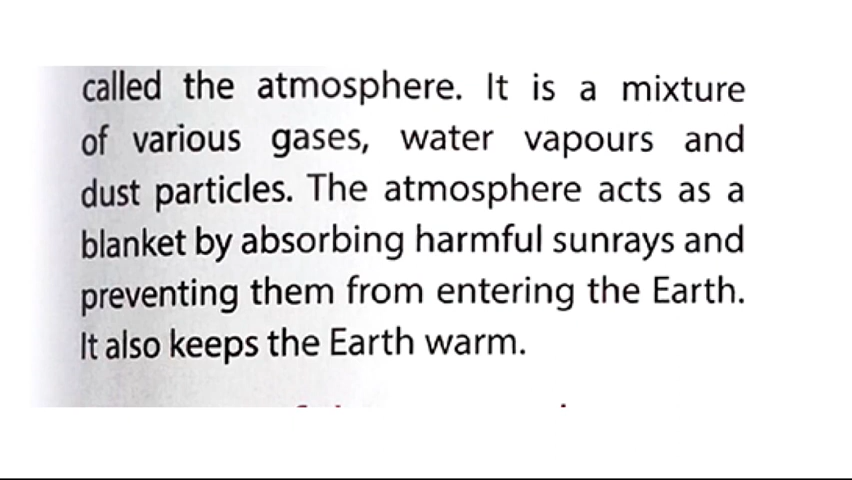 called the atmosphere. It is a mixture
of various gases, water vapours and
dust particles. The atmosphere acts as a
blanket by absorbing harmful sunrays and
preventing them from entering the Earth.
It also keeps the Earth warm.